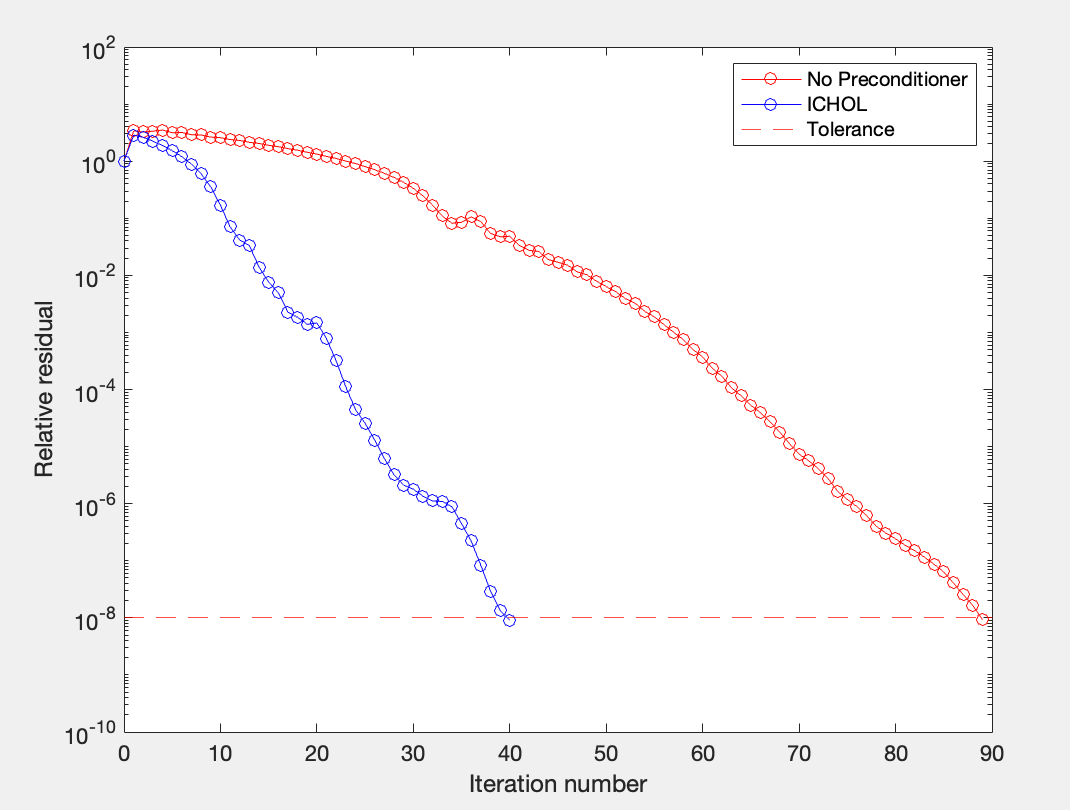 10^2
10^0
10^-2
10^-4
10^-6
10^-8
10^-10
Relative residual
No Preconditioner
ICHOL
Tolerance
0 10 20 30 40 50 60 70 80 90
Iteration number